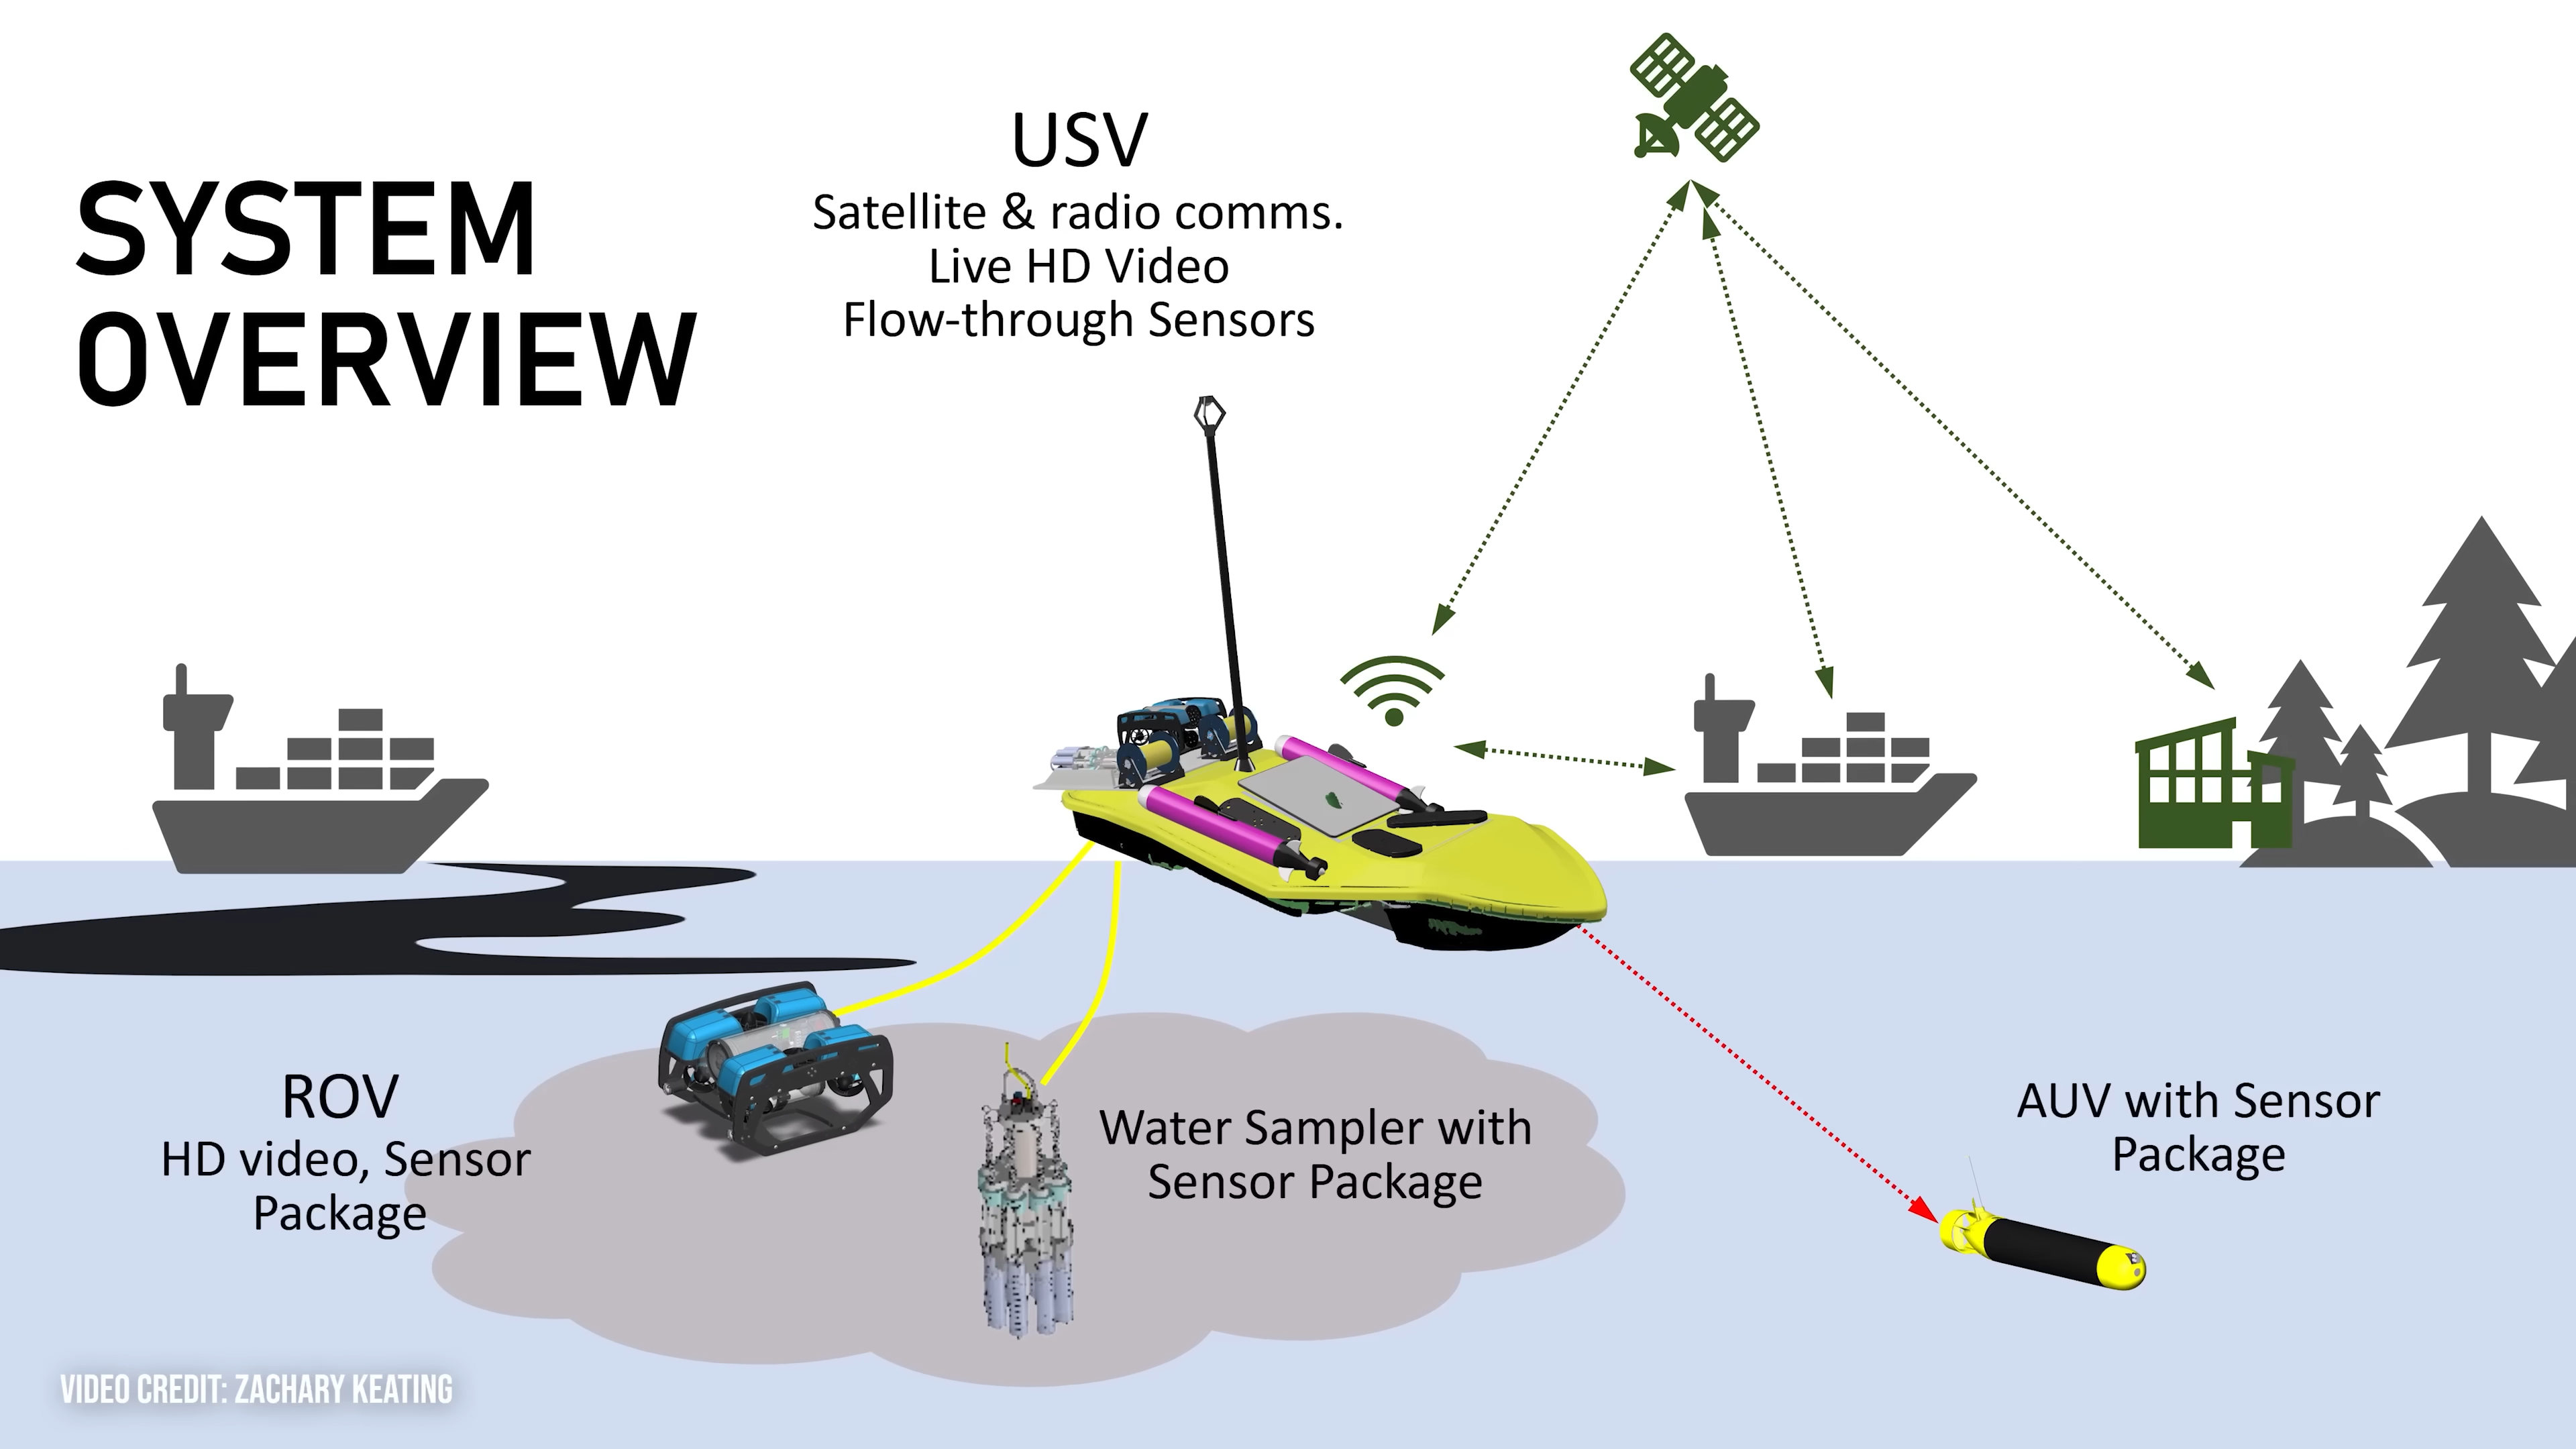 SYSTEM
OVERVIEW
USV
Satellite & radio comms.
Live HD Video
Flow-through Sensors
ROV
HD video, Sensor
Package
Water Sampler with
Sensor Package
AUV with Sensor
Package
VIDEO CREDIT: ZACHARY KEATING